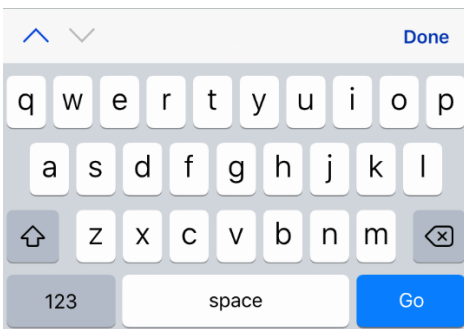 Done
q w e r t y u i o p
a s d f g h j k l
z x c v b n m
123 space Go